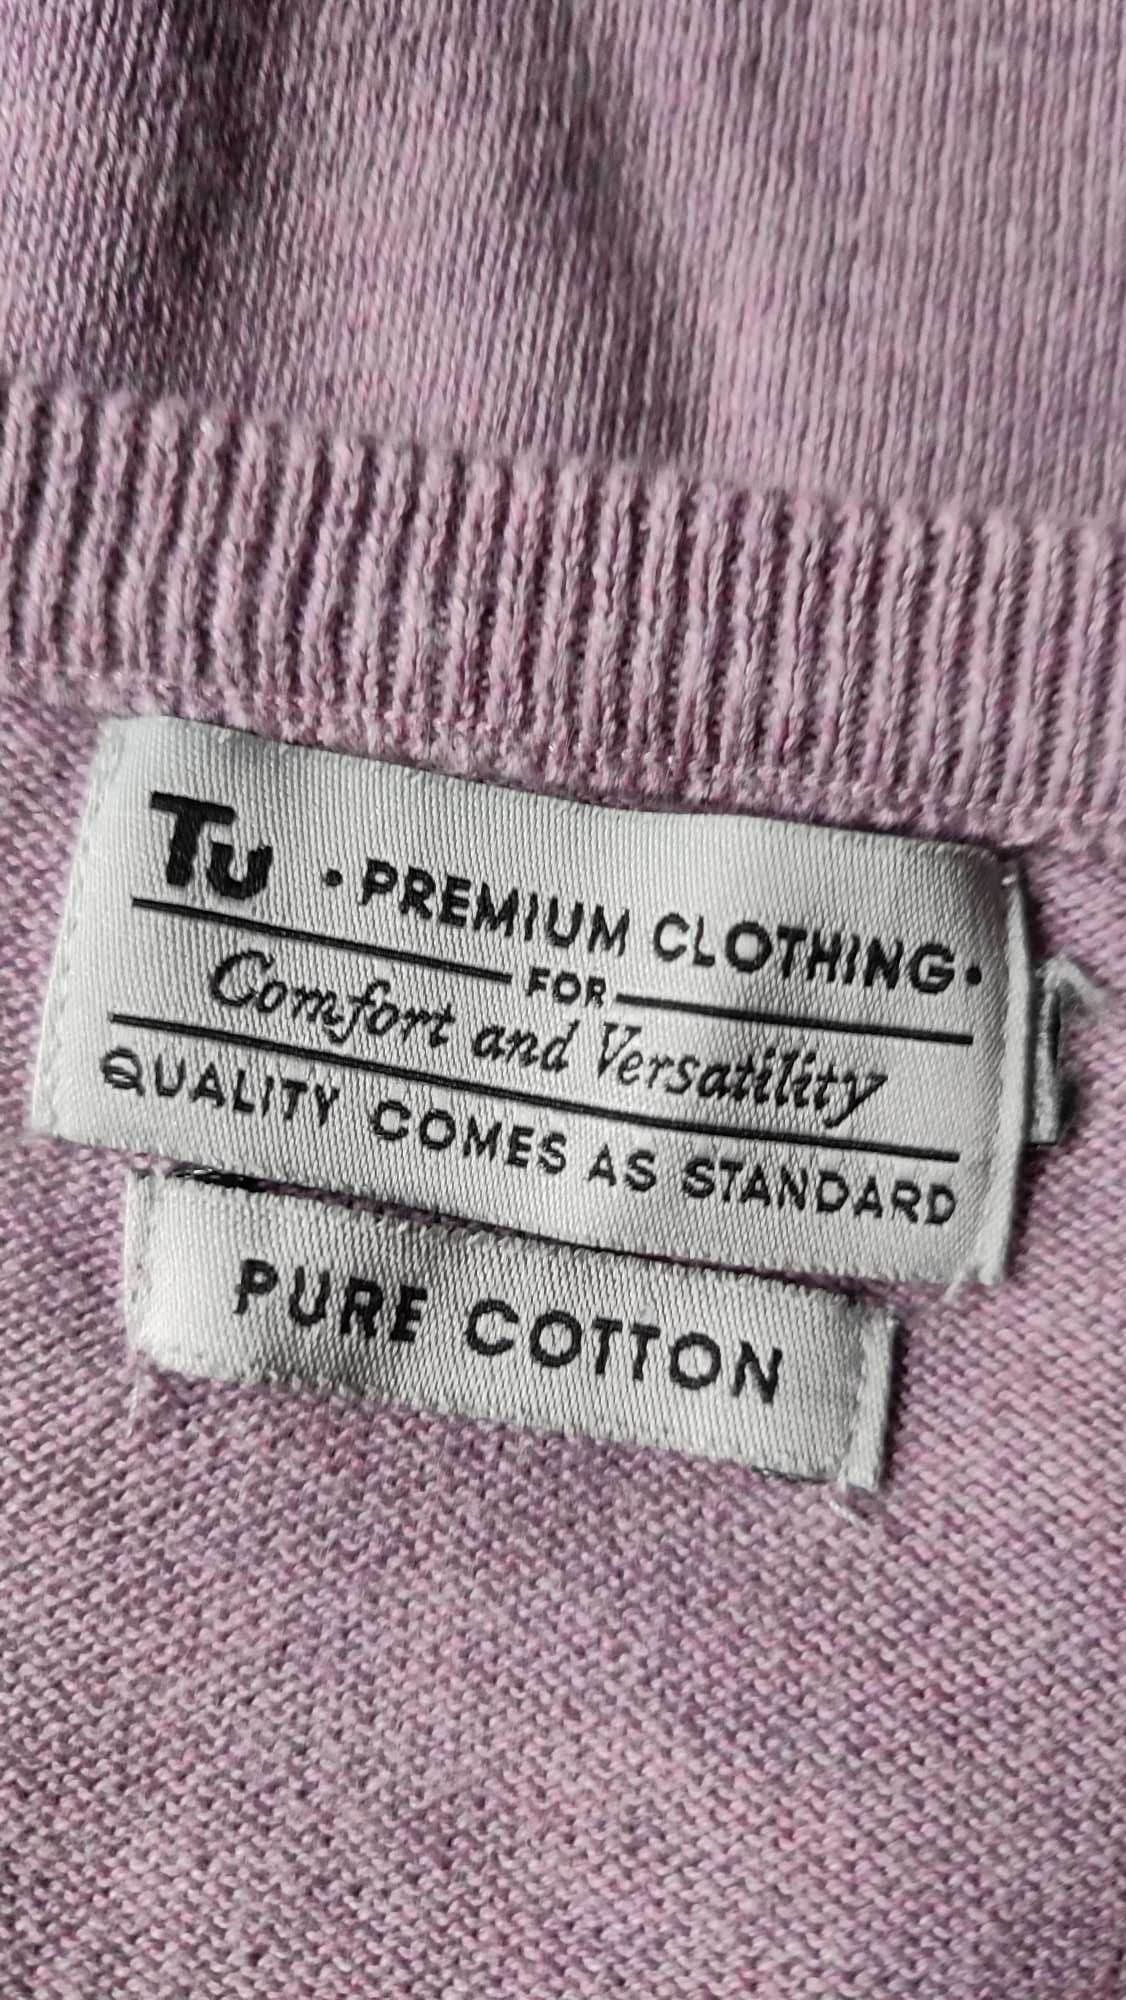 Tu • PREMIUM CLOTHING •
FOR
Comfort and Versatility
QUALITY COMES AS STANDARD
PURE COTTON